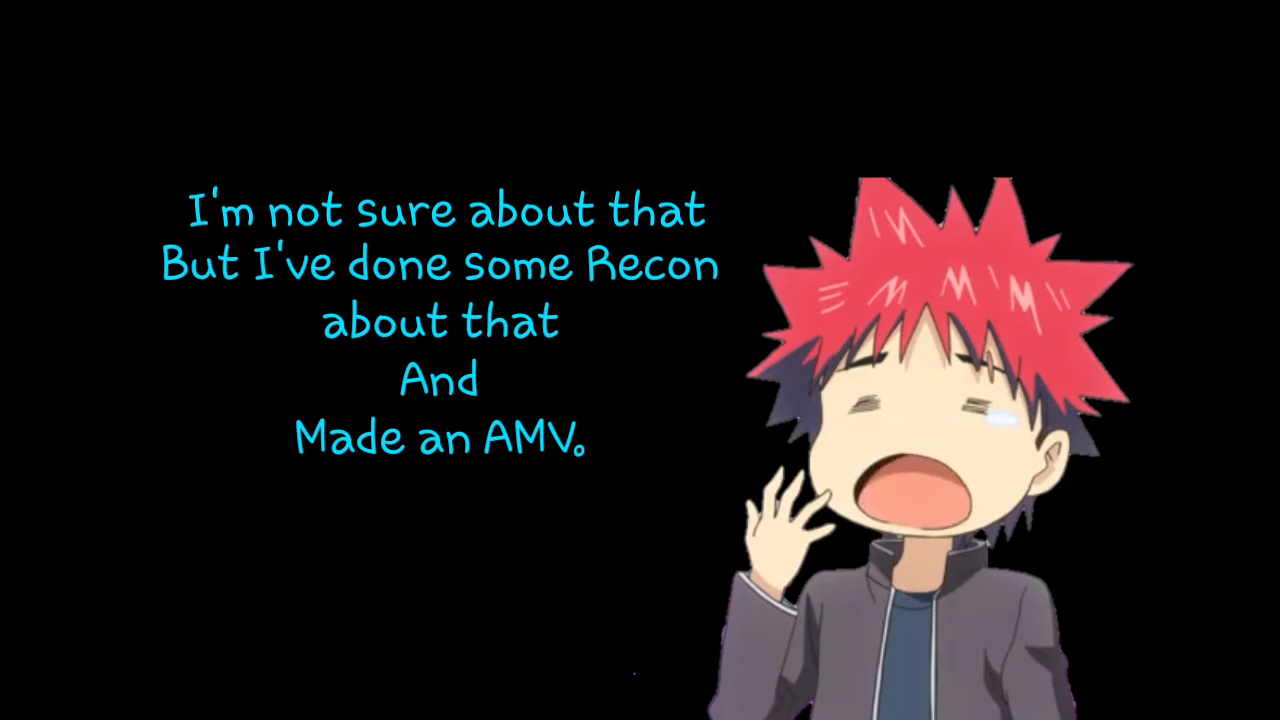 I'm not sure about that
But I've done some Recon
about that
And
Made an AMV.